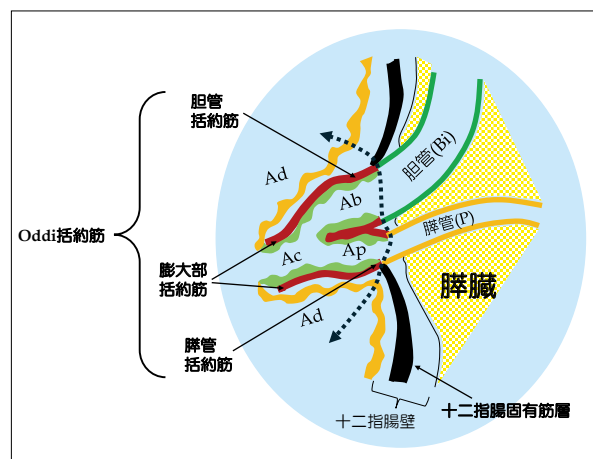 胆管
括約筋
Ad
Ab
胆管(Bi)
膵管(P)
Oddi括約筋
Ac
Ap
膨大部
括約筋
膵臓
Ad
膵管
括約筋
十二指腸壁
十二指腸固有筋層